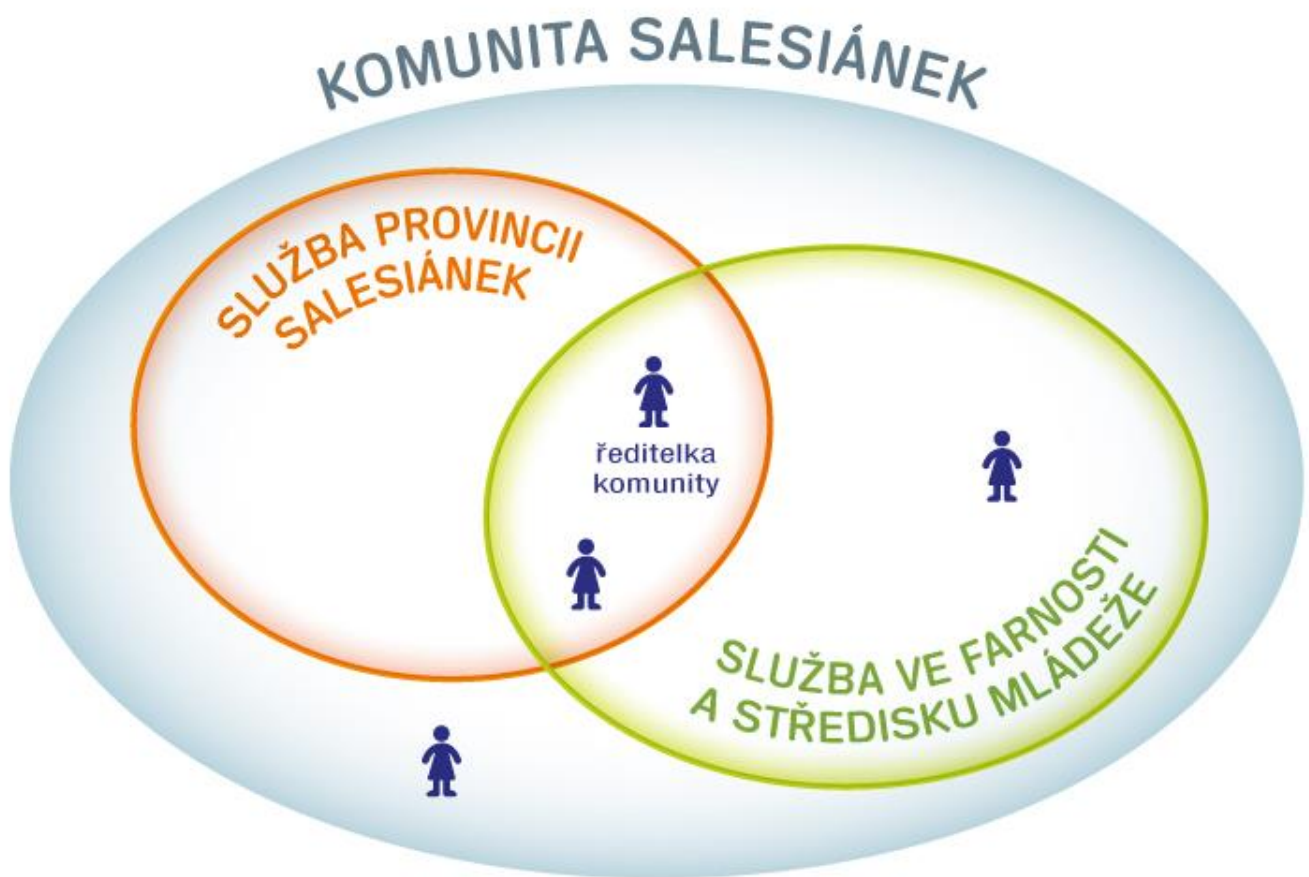 KOMUNITA SALESIÁNEK
SLUŽBA PROVINCII
SALESIÁNEK
ředitelka
komunity
SLUŽBA VE FARNOSTI
A STŘEDISKU MLÁDEŽE